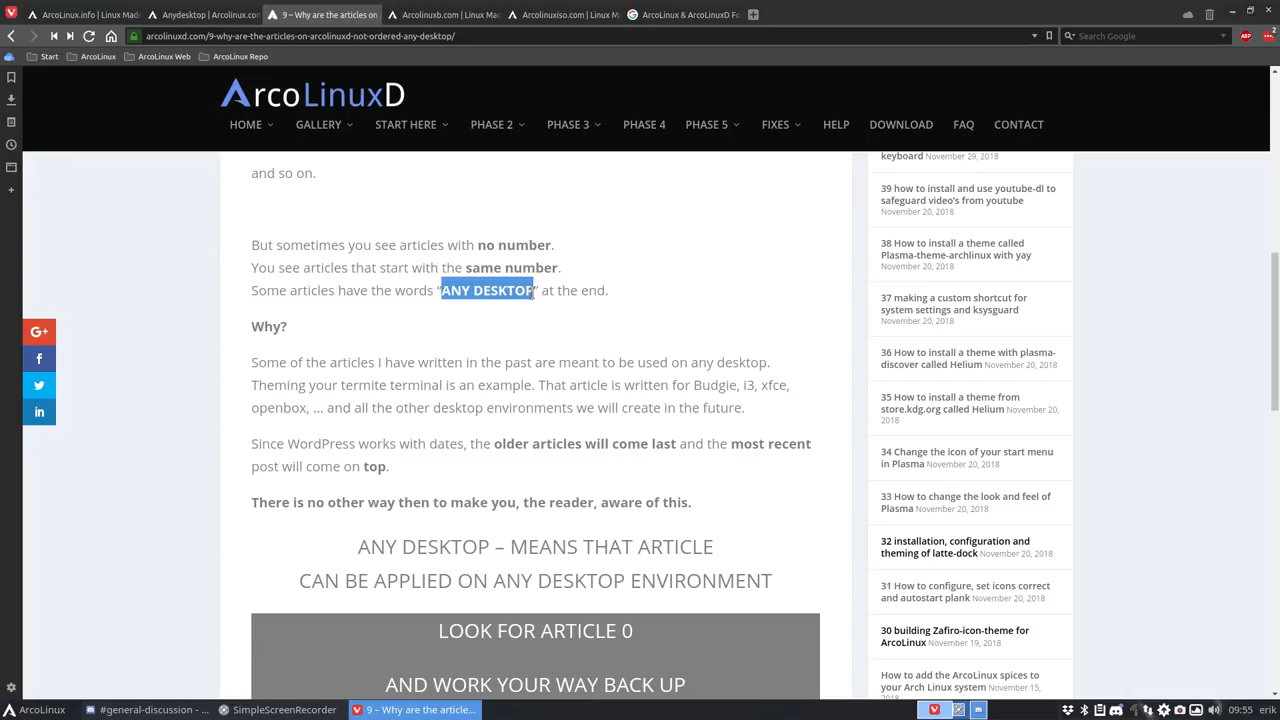 ArcoLinux.info | Linux Mad
Anydesktop | ArcoLinux.con
9 – Why are the articles on
ArcoLinuxb.com | Linux Mac
Arcolinuxiso.com | Linux M
ArcoLinux & ArcoLinuxD Fo
arcolinuxd.com/9-why-are-the-articles-on-arcolinuxd-not-ordered-any-desktop/
Search Google
ABP
Start
ArcoLinux
ArcoLinux Web
ArcoLinux Repo
ArcoLinuxD
HOME
GALLERY
START HERE
PHASE 2
PHASE 3
PHASE 4
PHASE 5
FIXES
HELP
DOWNLOAD
FAQ
CONTACT
and so on.
But sometimes you see articles with no number.
You see articles that start with the same number.
Some articles have the words “ANY DESKTOP” at the end.
Why?
Some of the articles I have written in the past are meant to be used on any desktop.
Theming your termite terminal is an example. That article is written for Budgie, i3, xfce,
openbox, … and all the other desktop environments we will create in the future.
Since WordPress works with dates, the older articles will come last and the most recent
post will come on top.
There is no other way then to make you, the reader, aware of this.
ANY DESKTOP – MEANS THAT ARTICLE
CAN BE APPLIED ON ANY DESKTOP ENVIRONMENT
LOOK FOR ARTICLE 0
AND WORK YOUR WAY BACK UP
keyboard November 29, 2018
39 how to install and use youtube-dl to
safeguard video's from youtube
November 20, 2018
38 How to install a theme called
Plasma-theme-archlinux with yay
November 20, 2018
37 making a custom shortcut for
system settings and ksysguard
November 20, 2018
36 How to install a theme with plasma-
discover called Helium November 20, 2018
35 How to install a theme from
store.kdg.org called Helium November 20,
2018
34 Change the icon of your start menu
in Plasma November 20, 2018
33 How to change the look and feel of
Plasma November 20, 2018
32 installation, configuration and
theming of latte-dock November 20, 2018
31 How to configure, set icons correct
and autostart plank November 20, 2018
30 building Zafiro-icon-theme for
ArcoLinux November 19, 2018
How to add the ArcoLinux spices to
your Arch Linux system November 15,
2018
ArcoLinux
#general-discussion - ...
SimpleScreenRecorder
9 – Why are the article...
09:55
erik